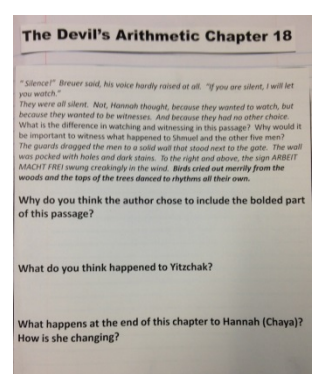 The Devil's Arithmetic Chapter 18
"Silence!" Breuer said, his voice hardly raised at all. "If you are silent, I will let
you watch."
They were all silent. Not, Hannah thought, because they wanted to watch, but
because they wanted to be witnesses. And because they had no other choice.
What is the difference in watching and witnessing in this passage? Why would it
be important to witness what happened to Shmuel and the other five men?
The guards dragged the men to a solid wall that stood next to the gate. The wall
was pocked with holes and dark stains. To the right and above, the sign ARBEIT
MACHT FREI swung creakingly in the wind. Birds cried out merrily from the
woods and the tops of the trees danced to rhythms all their own.
Why do you think the author chose to include the bolded part
of this passage?
What do you think happened to Yitzchak?
What happens at the end of this chapter to Hannah (Chaya)?
How is she changing?